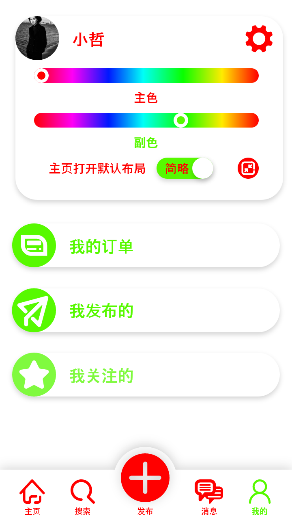 小哲
主色
副色
主页打开默认布局 简略
我的订单
我发布的
我关注的
主页 搜索 发布 消息 我的